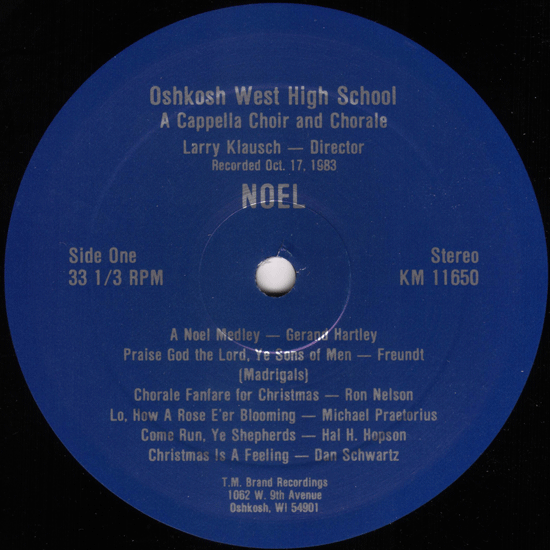 Oshkosh West High School
A Cappella Choir and Chorale
Larry Klausch — Director
Recorded Oct. 17, 1983
NOEL
Side One
33 1/3 RPM
Stereo
KM 11650
A Noel Medley — Gerand Hartley
Praise God the Lord, Ye Sons of Men — Freundt
(Madrigals)
Chorale Fanfare for Christmas — Ron Nelson
Lo, How A Rose E'er Blooming — Michael Praetorius
Come Run, Ye Shepherds — Hal H. Hopson
Christmas Is A Feeling — Dan Schwartz
T.M. Brand Recordings
1062 W. 9th Avenue
Oshkosh, WI 54901